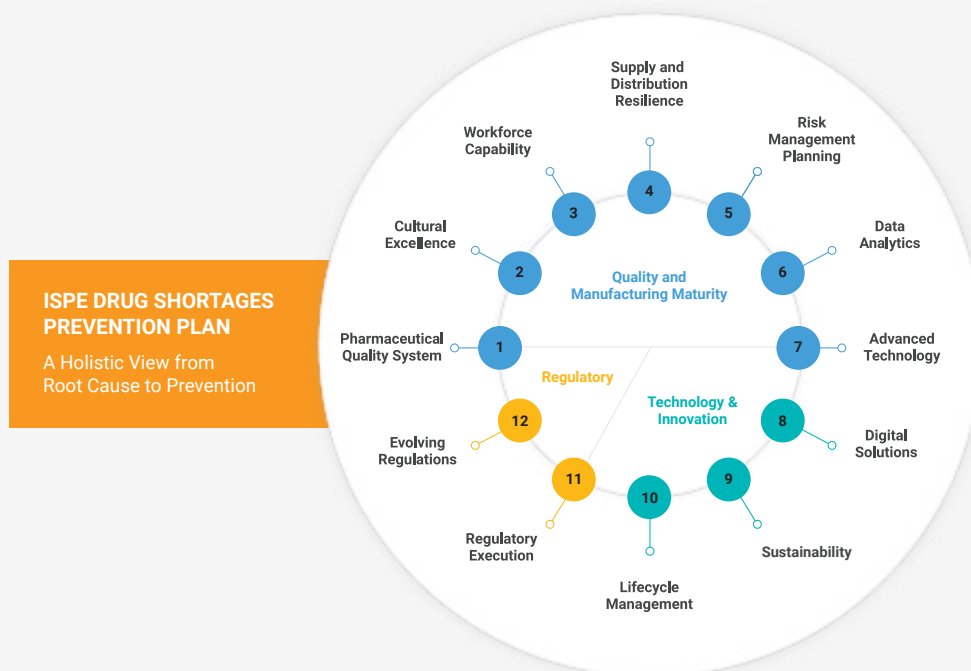 ISPE DRUG SHORTAGES
PREVENTION PLAN
A Holistic View from
Root Cause to Prevention
Pharmaceutical
Quality System
1
Cultural
Excellence
2
Workforce
Capability
3
Supply and
Distribution
Resilience
4
Risk
Management
Planning
5
Data
Analytics
6
Advanced
Technology
7
Digital
Solutions
8
Sustainability
9
Lifecycle
Management
10
Regulatory
Execution
11
Evolving
Regulations
12
Quality and
Manufacturing Maturity
Regulatory
Technology &
Innovation